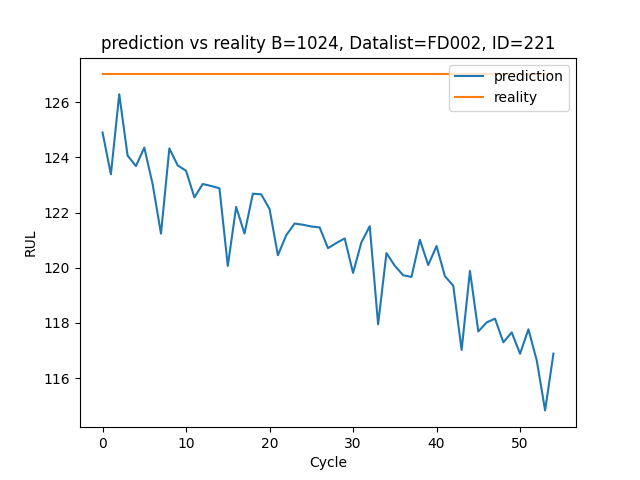 prediction vs reality B=1024, Datalist=FD002, ID=221
prediction
reality
126
124
122
120
118
116
RUL
0 10 20 30 40 50
Cycle